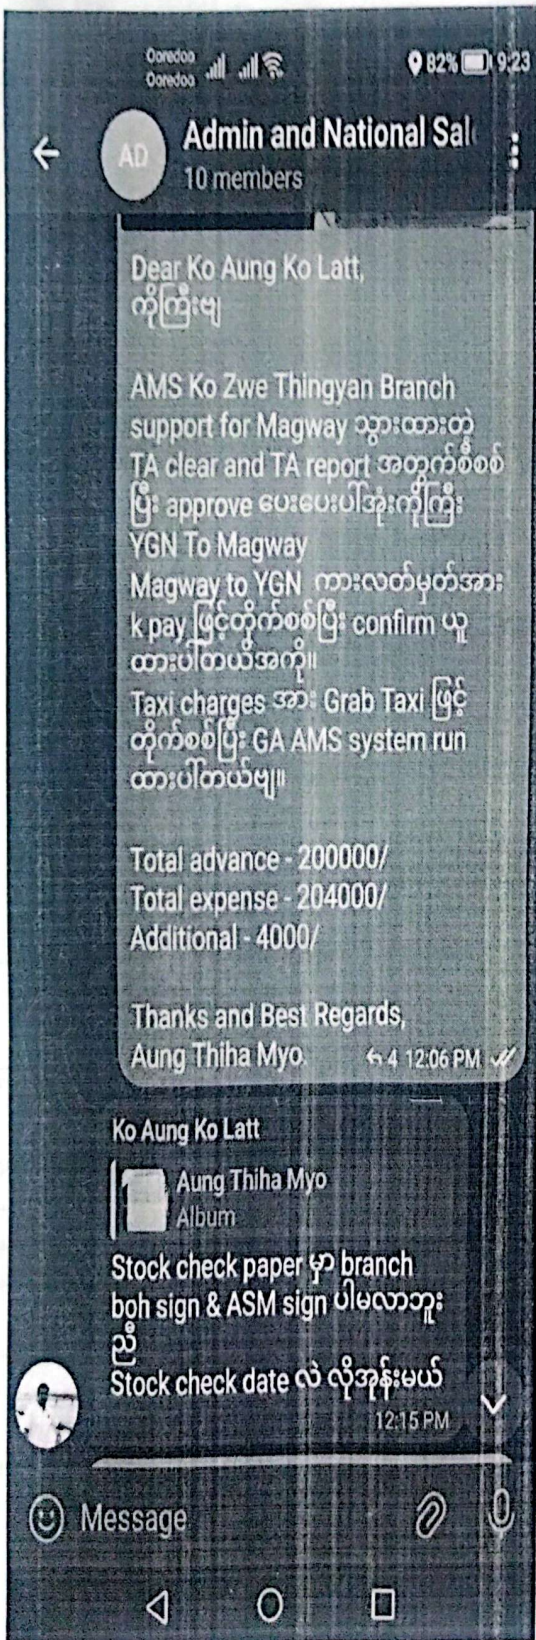 Ooredoo
Ooredoo
82% 9:23
AD
Admin and National Sal
10 members
Dear Ko Aung Ko Latt,
ကိုကြီးဗျ
AMS Ko Zwe Thingyan Branch
support for Magway သွားထားတဲ့
TA clear and TA report အတွက်စီစစ်
ပြီး approve ပေးပေးပါအုံးကိုကြီး
YGN To Magway
Magway to YGN ကားလတ်မှတ်အား
k pay ဖြင့်တိုက်စစ်ပြီး confirm ယူ
ထားပါတယ်အကို။
Taxi charges အား Grab Taxi ဖြင့်
တိုက်စစ်ပြီး GA AMS system run
ထားပါတယ်ဗျ။
Total advance - 200000/
Total expense - 204000/
Additional - 4000/
Thanks and Best Regards,
Aung Thiha Myo.
4 12:06 PM
Ko Aung Ko Latt
Aung Thiha Myo
Album
Stock check paper မှာ branch
boh sign & ASM sign ပါမလာဘူး
ညီ
Stock check date လဲ လိုအုန်းမယ်
12:15 PM
Message